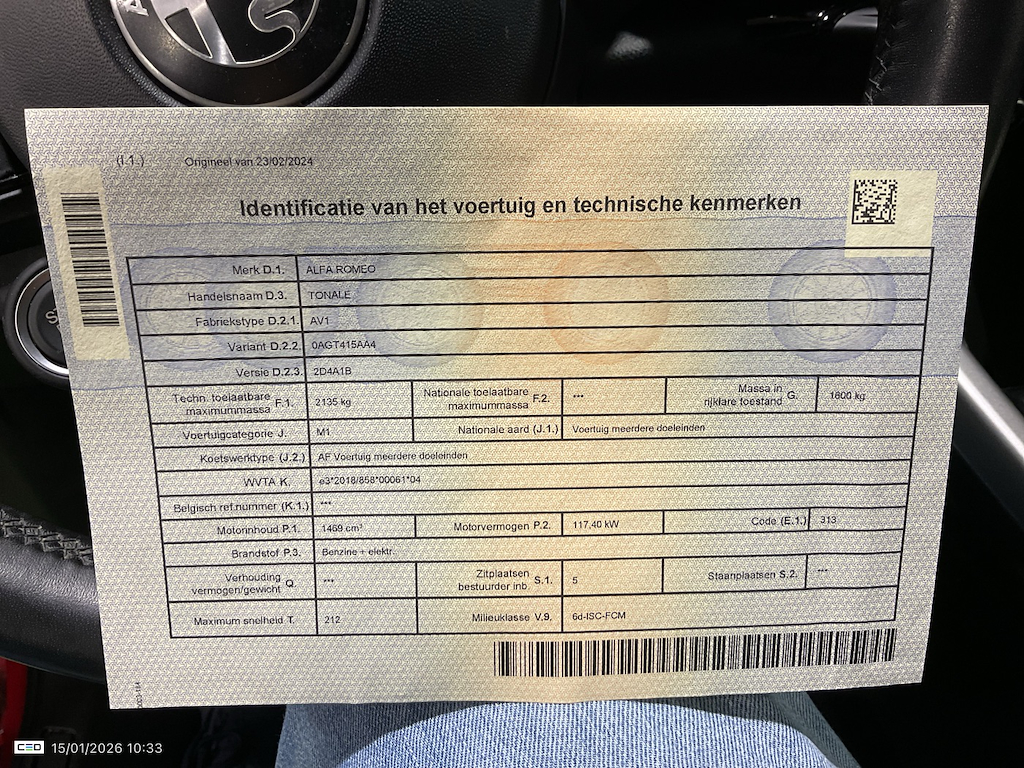 (I.1.) Origineel van 23/02/2024
Identificatie van het voertuig en technische kenmerken
Merk D.1. ALFA ROMEO
Handelsnaam D.3. TONALE
Fabriekstype D.2.1. AV1
Variant D.2.2. 0AGT415AA4
Versie D.2.3. 2D4A1B
Techn. toelaatbare maximummassa F.1. 2135 kg Nationale toelaatbare maximummassa F.2. *** Massa in rijklare toestand G. 1600 kg
Voertuigcategorie J. M1 Nationale aard (J.1.) Voertuig meerdere doeleinden
Koetswerktype (J.2.) AF Voertuig meerdere doeleinden
WVTA K. e3*2018/858*00061*04
Belgisch ref.nummer (K.1.) ***
Motorinhoud P.1. 1469 cm³ Motorvermogen P.2. 117,40 kW Code (E.1.) 313
Brandstof P.3. Benzine + elektr.
Verhouding vermogen/gewicht Q. *** Zitplaatsen bestuurder inb. S.1. 5 Staanplaatsen S.2. ***
Maximum snelheid T. 212 Milieuklasse V.9. 6d-ISC-FCM
CEO 15/01/2026 10:33